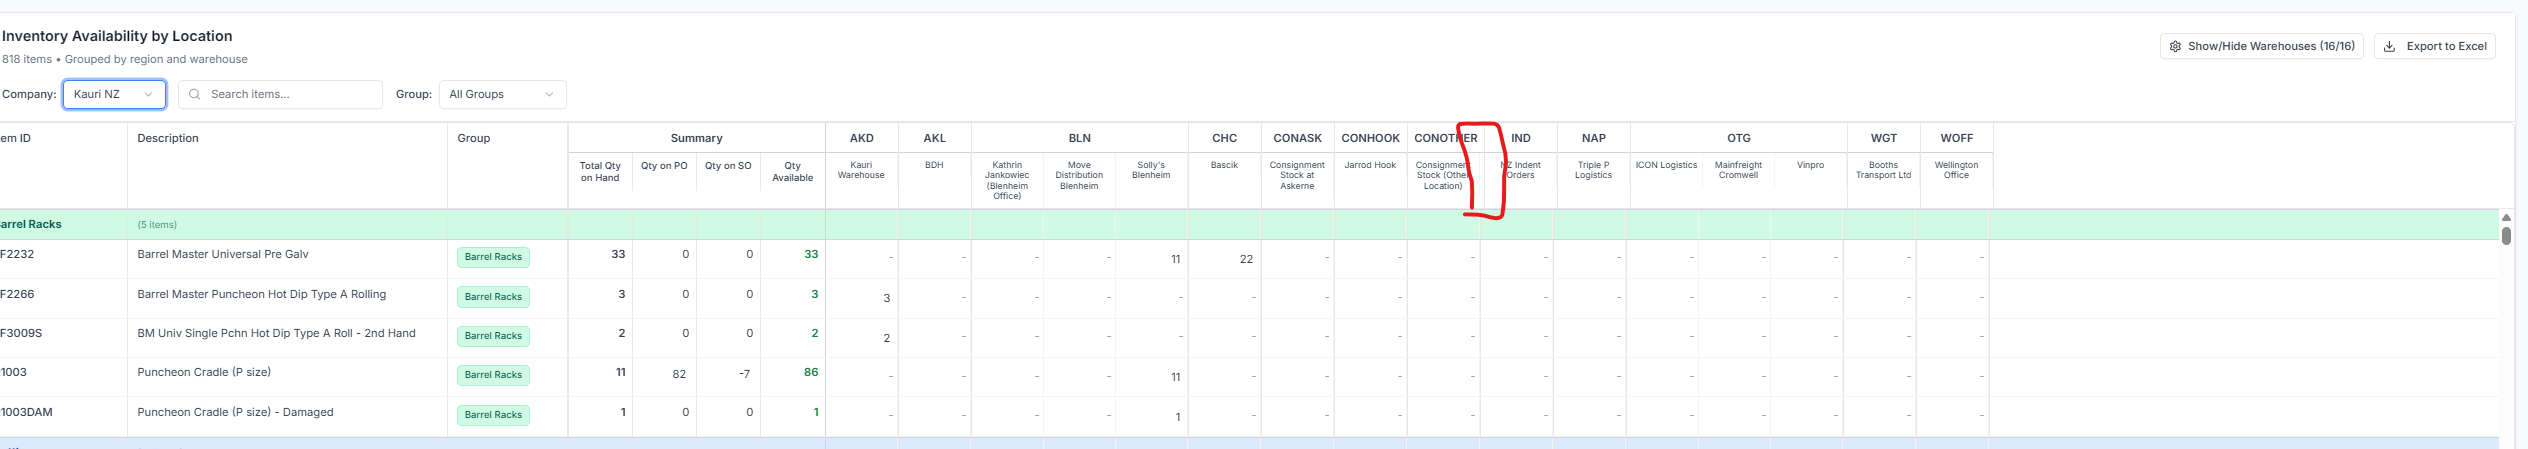 Inventory Availability by Location
Show/Hide Warehouses (16/16) Export to Excel
818 items • Grouped by region and warehouse
Company: Kauri NZ Search items... Group: All Groups
em ID Description Group Summary AKD AKL BLN CHC CONASK CONHOOK CONOTHER IND NAP OTG WGT WOFF
Total Qty on Hand Qty on PO Qty on SO Qty Available Kauri Warehouse BDH Kathrin Jankowiec (Blenheim Office) Move Distribution Blenheim Solly's Blenheim Bascik Consignment Stock at Askerne Jarrod Hook Consignment Stock (Other Location) NZ Indent Orders Triple P Logistics ICON Logistics Mainfreight Cromwell Vinpro Booths Transport Ltd Wellington Office
arrel Racks (5 items)
F2232 Barrel Master Universal Pre Galv Barrel Racks 33 0 0 33 - - - - 11 22 - - - - - - - - - -
F2266 Barrel Master Puncheon Hot Dip Type A Rolling Barrel Racks 3 0 0 3 3 - - - - - - - - - - - - - - -
F3009S BM Univ Single Pchn Hot Dip Type A Roll - 2nd Hand Barrel Racks 2 0 0 2 2 - - - - - - - - - - - - - - -
1003 Puncheon Cradle (P size) Barrel Racks 11 82 -7 86 - - - - 11 - - - - - - - - - - -
1003DAM Puncheon Cradle (P size) - Damaged Barrel Racks 1 0 0 1 - - - - 1 - - - - - - - - - - -